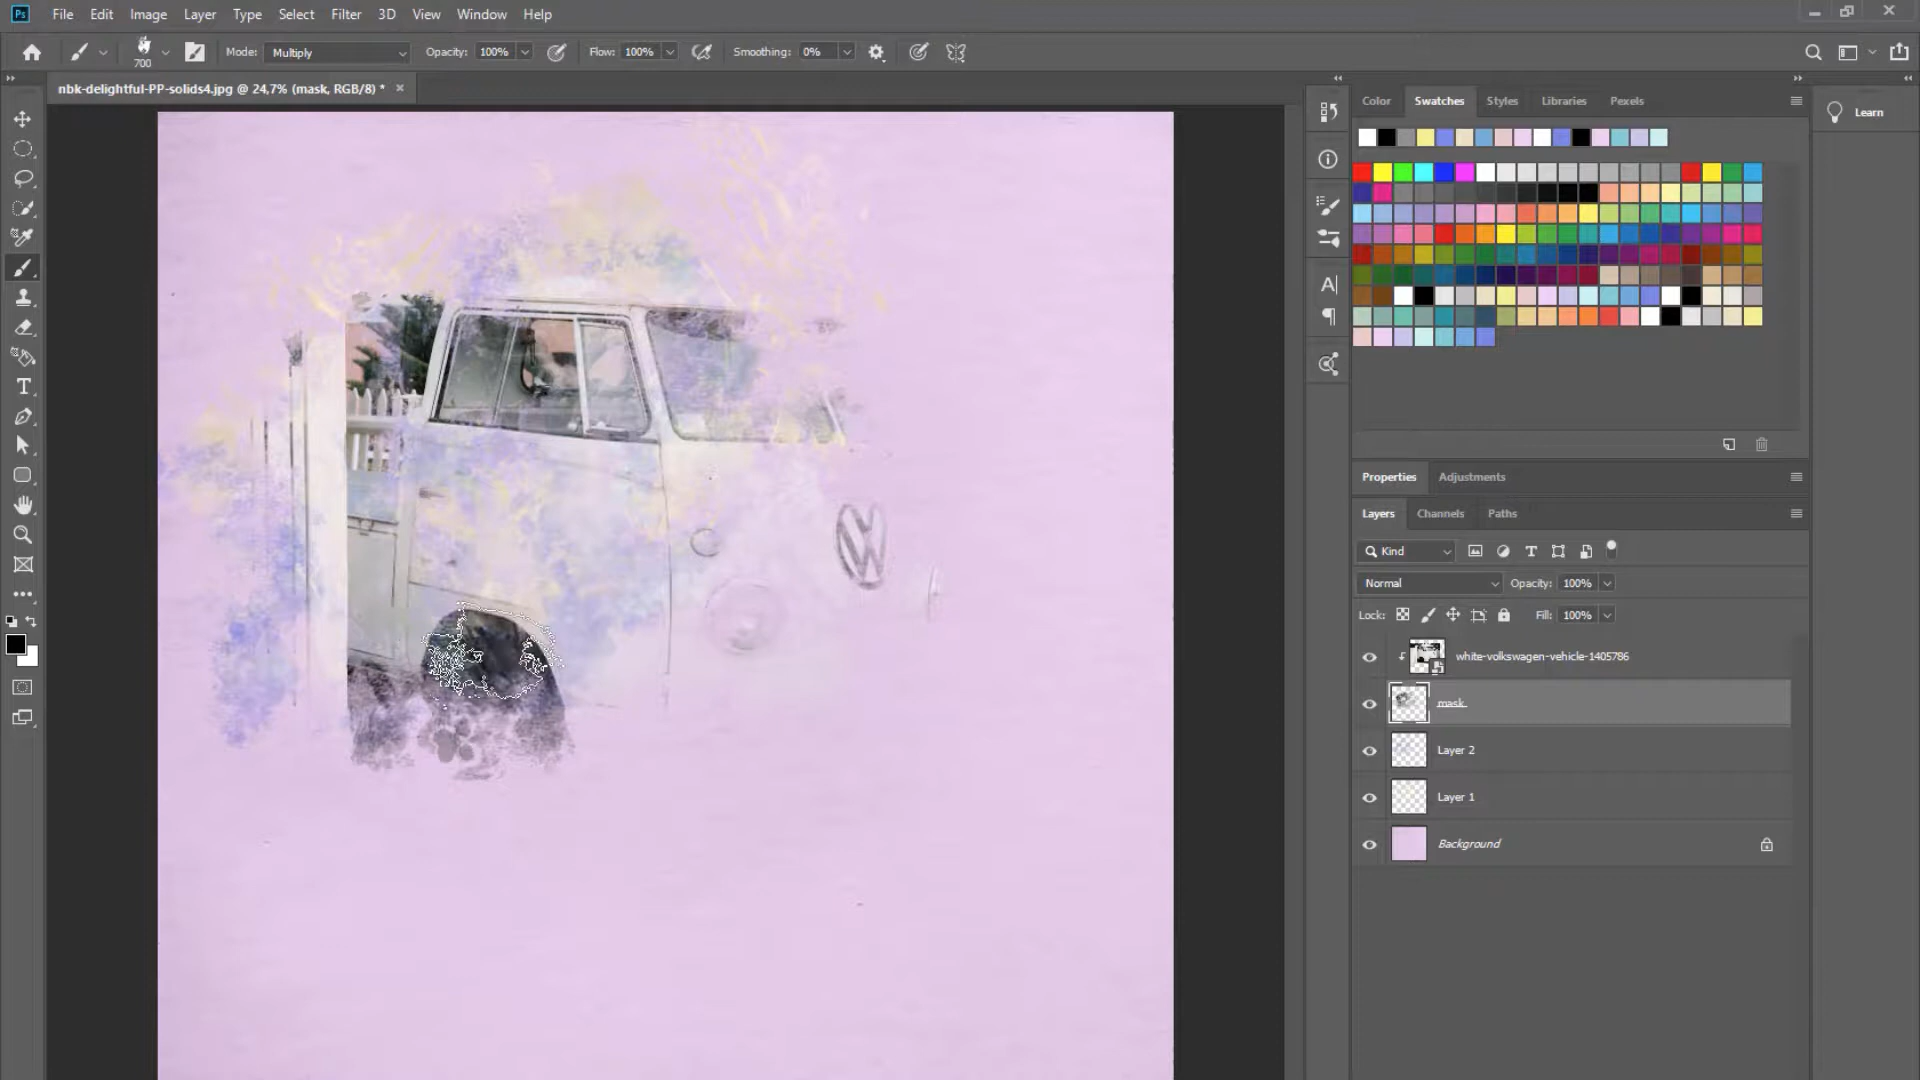 Ps File Edit Image Layer Type Select Filter 3D View Window Help
700 Mode: Multiply Opacity: 100% Flow: 100% Smoothing: 0%
nbk-delightful-PP-solids4.jpg @ 24,7% (mask, RGB/8) *
Color Swatches Styles Libraries Pexels
Learn
Properties Adjustments
Layers Channels Paths
Kind
Normal Opacity: 100%
Lock: Fill: 100%
white-volkswagen-vehicle-1405786
mask
Layer 2
Layer 1
Background